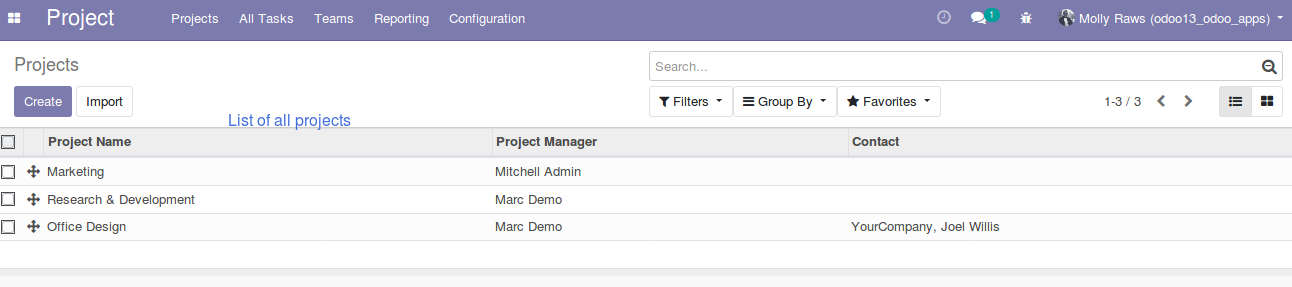 Project Projects All Tasks Teams Reporting Configuration 1 Molly Raws (odoo13_odoo_apps)
Projects Search...
Create Import Filters Group By Favorites 1-3 / 3
List of all projects
Project Name Project Manager Contact
Marketing Mitchell Admin
Research & Development Marc Demo
Office Design Marc Demo YourCompany, Joel Willis